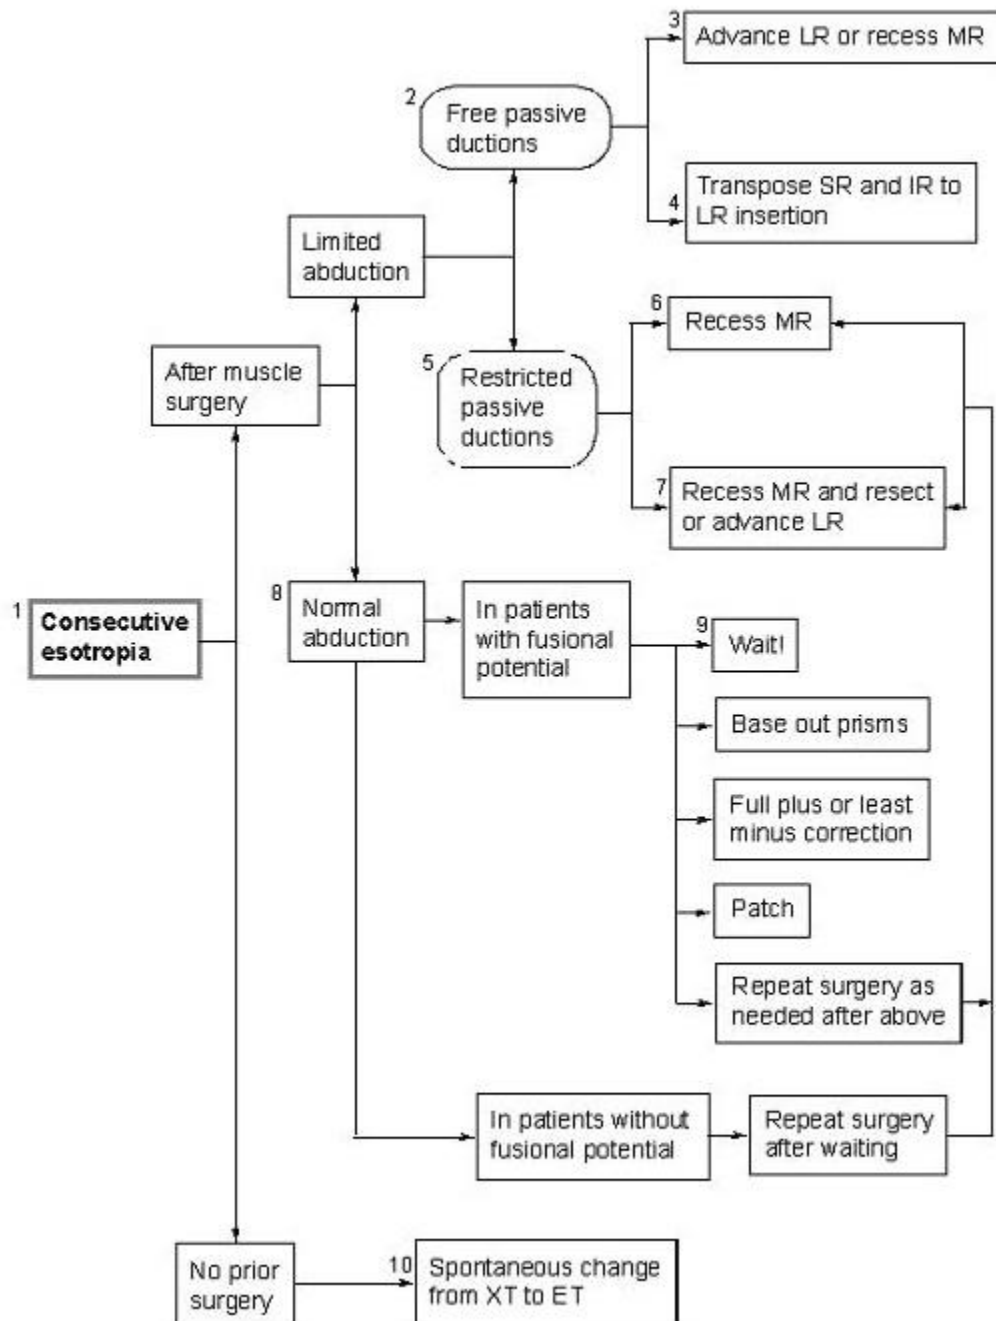 3
Advance LR or recess MR
2
Free passive
ductions
4
Transpose SR and IR to
LR insertion
Limited
abduction
6
Recess MR
After muscle
surgery
5
Restricted
passive
ductions
7
Recess MR and resect
or advance LR
1
Consecutive
esotropia
8
Normal
abduction
In patients
with fusional
potential
9
Wait!
Base out prisms
Full plus or least
minus correction
Patch
Repeat surgery as
needed after above
In patients without
fusional potential
Repeat surgery
after waiting
No prior
surgery
10
Spontaneous change
from XT to ET